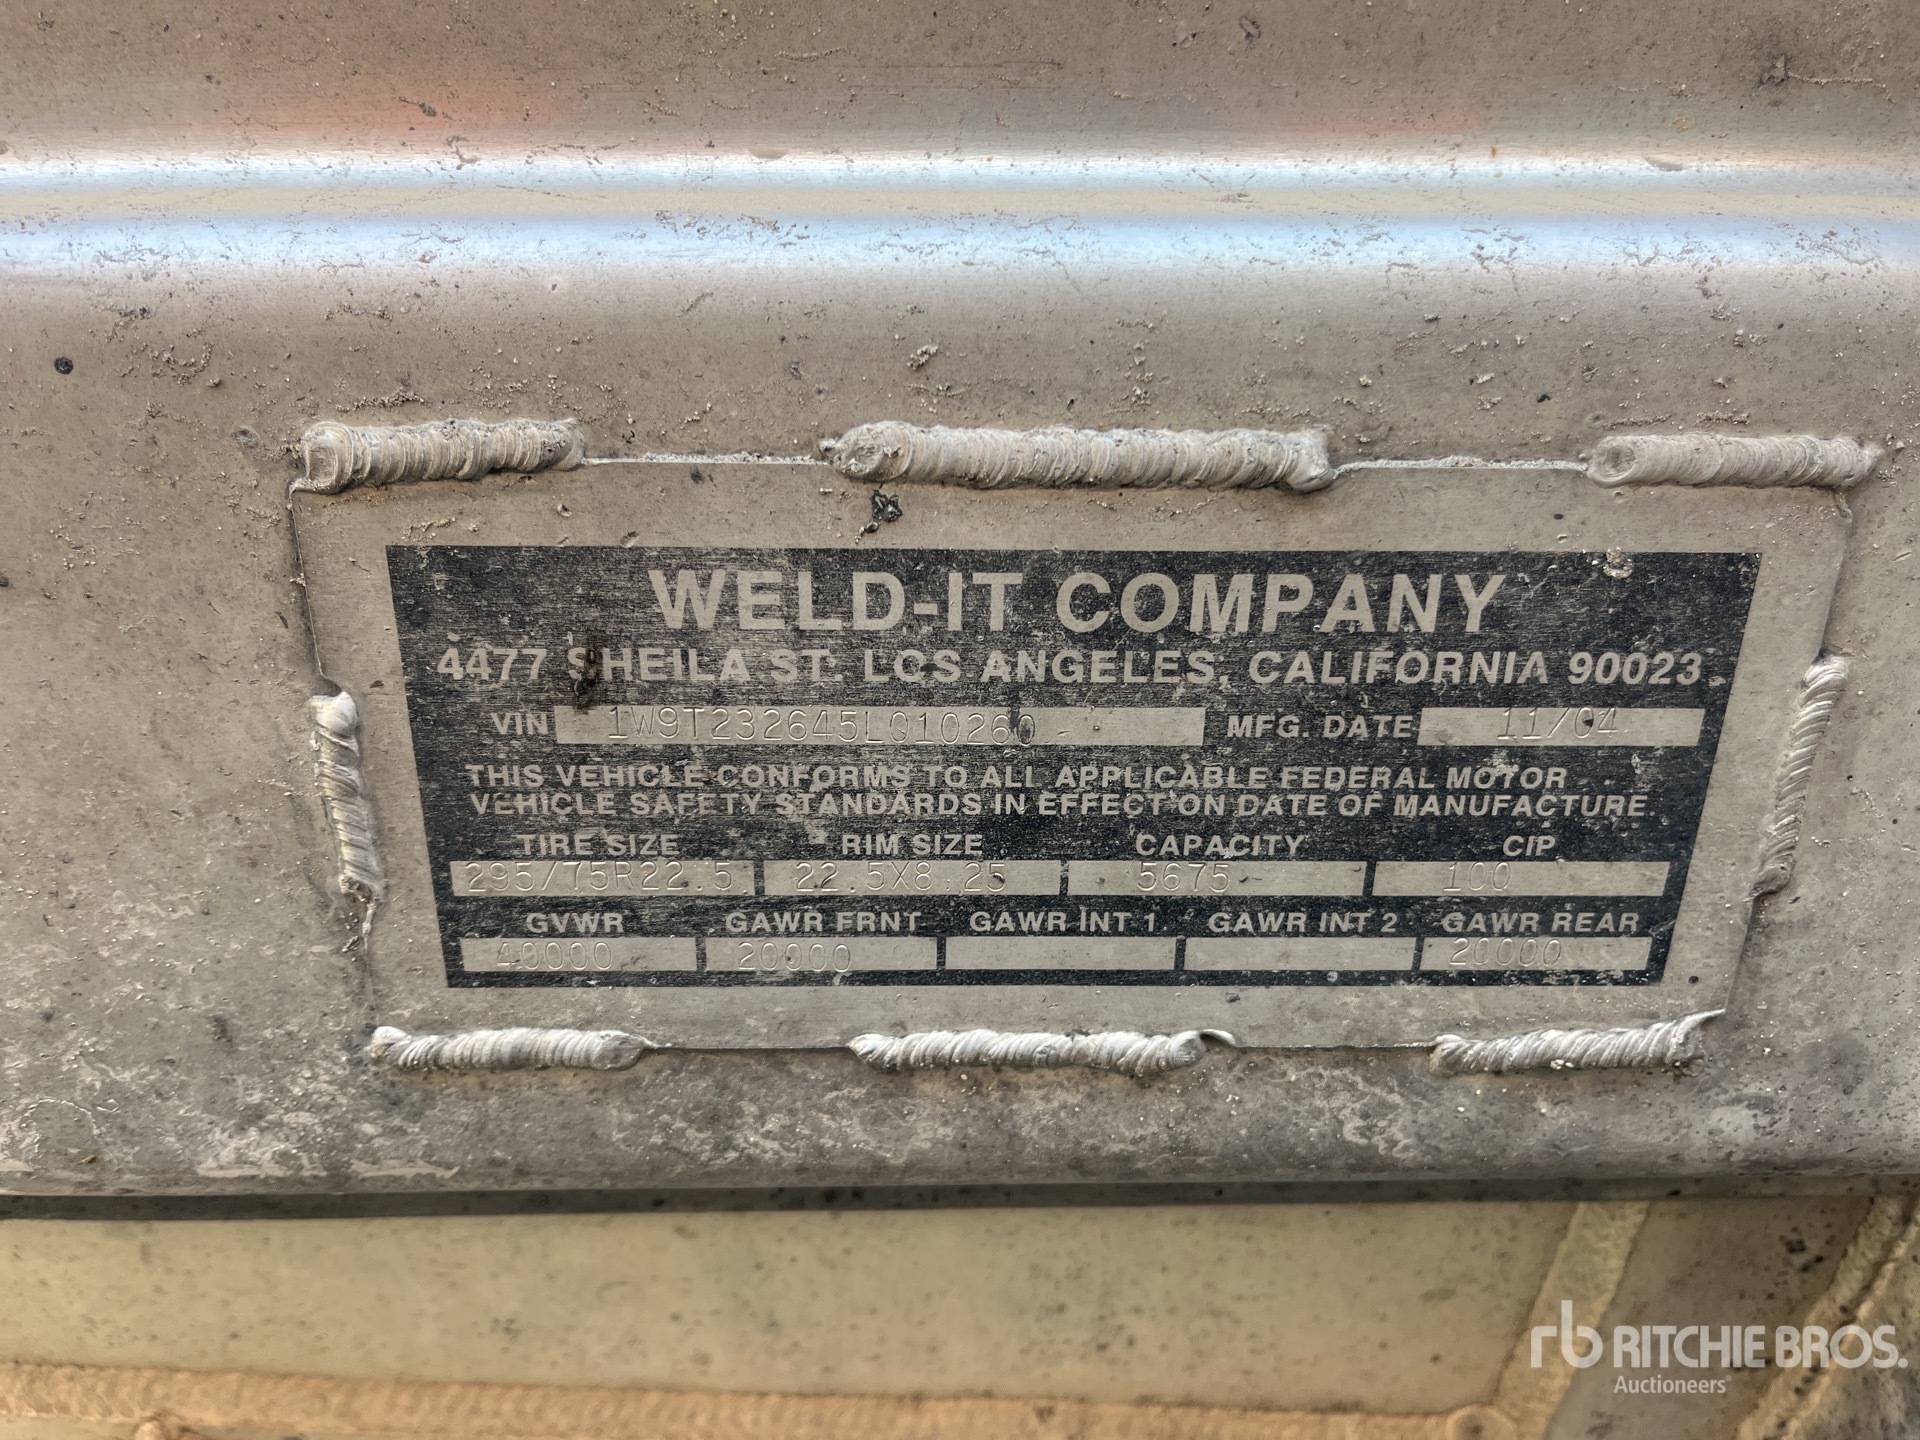 WELD-IT COMPANY
4477 SHEILA ST. LOS ANGELES, CALIFORNIA 90023
VIN 1W9T232645L010260 MFG. DATE 11/04
THIS VEHICLE CONFORMS TO ALL APPLICABLE FEDERAL MOTOR
VEHICLE SAFETY STANDARDS IN EFFECT ON DATE OF MANUFACTURE.
TIRE SIZE RIM SIZE CAPACITY CIP
295/75R22.5 22.5X8.25 5675 100
GVWR GAWR FRNT GAWR INT 1 GAWR INT 2 GAWR REAR
40000 20000 20000
rb RITCHIE BROS.
Auctioneers